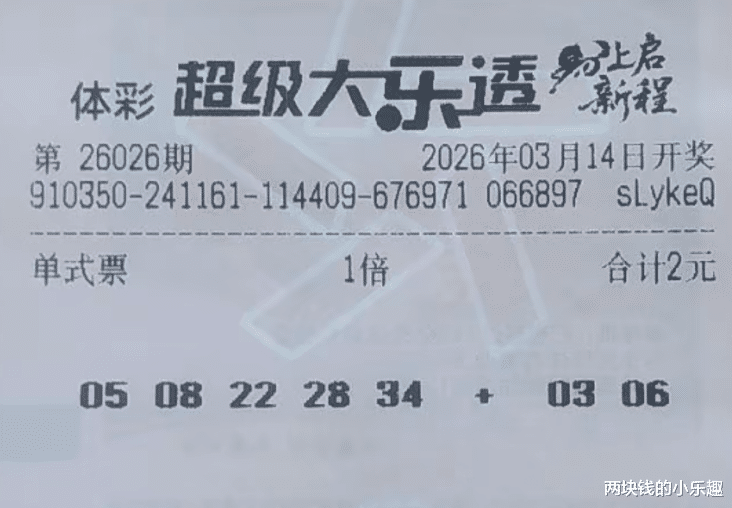 体彩 超级大乐透 马上启
新程
第 26026期 2026年03月14日开奖
910350-241161-114409-676971 066897 sLykeQ
单式票 1倍 合计2元
05 08 22 28 34 + 03 06
两块钱的小乐趣